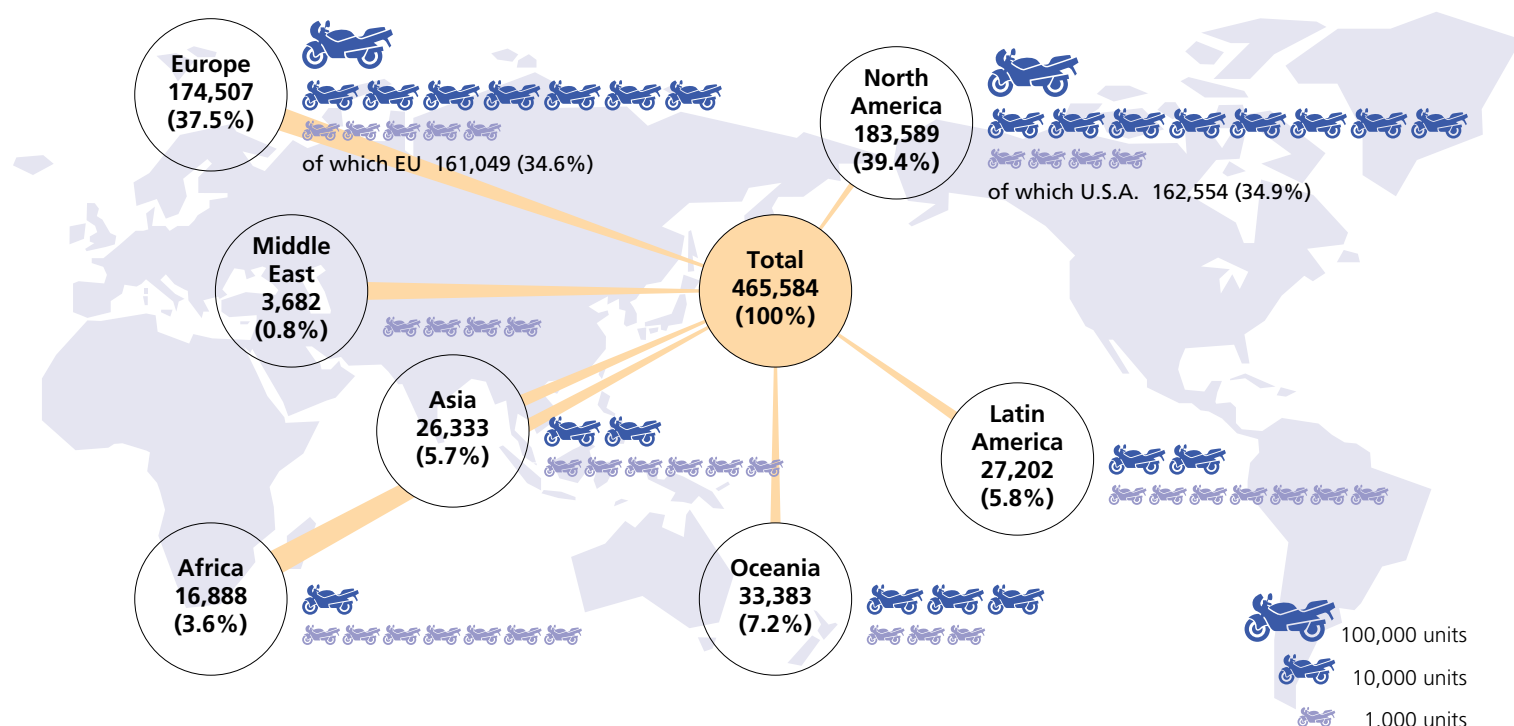 Europe
174,507
(37.5%)
of which EU  161,049 (34.6%)
North
America
183,589
(39.4%)
of which U.S.A.  162,554 (34.9%)
Middle
East
3,682
(0.8%)
Total
465,584
(100%)
Asia
26,333
(5.7%)
Latin
America
27,202
(5.8%)
Africa
16,888
(3.6%)
Oceania
33,383
(7.2%)
100,000 units
10,000 units
1,000 units